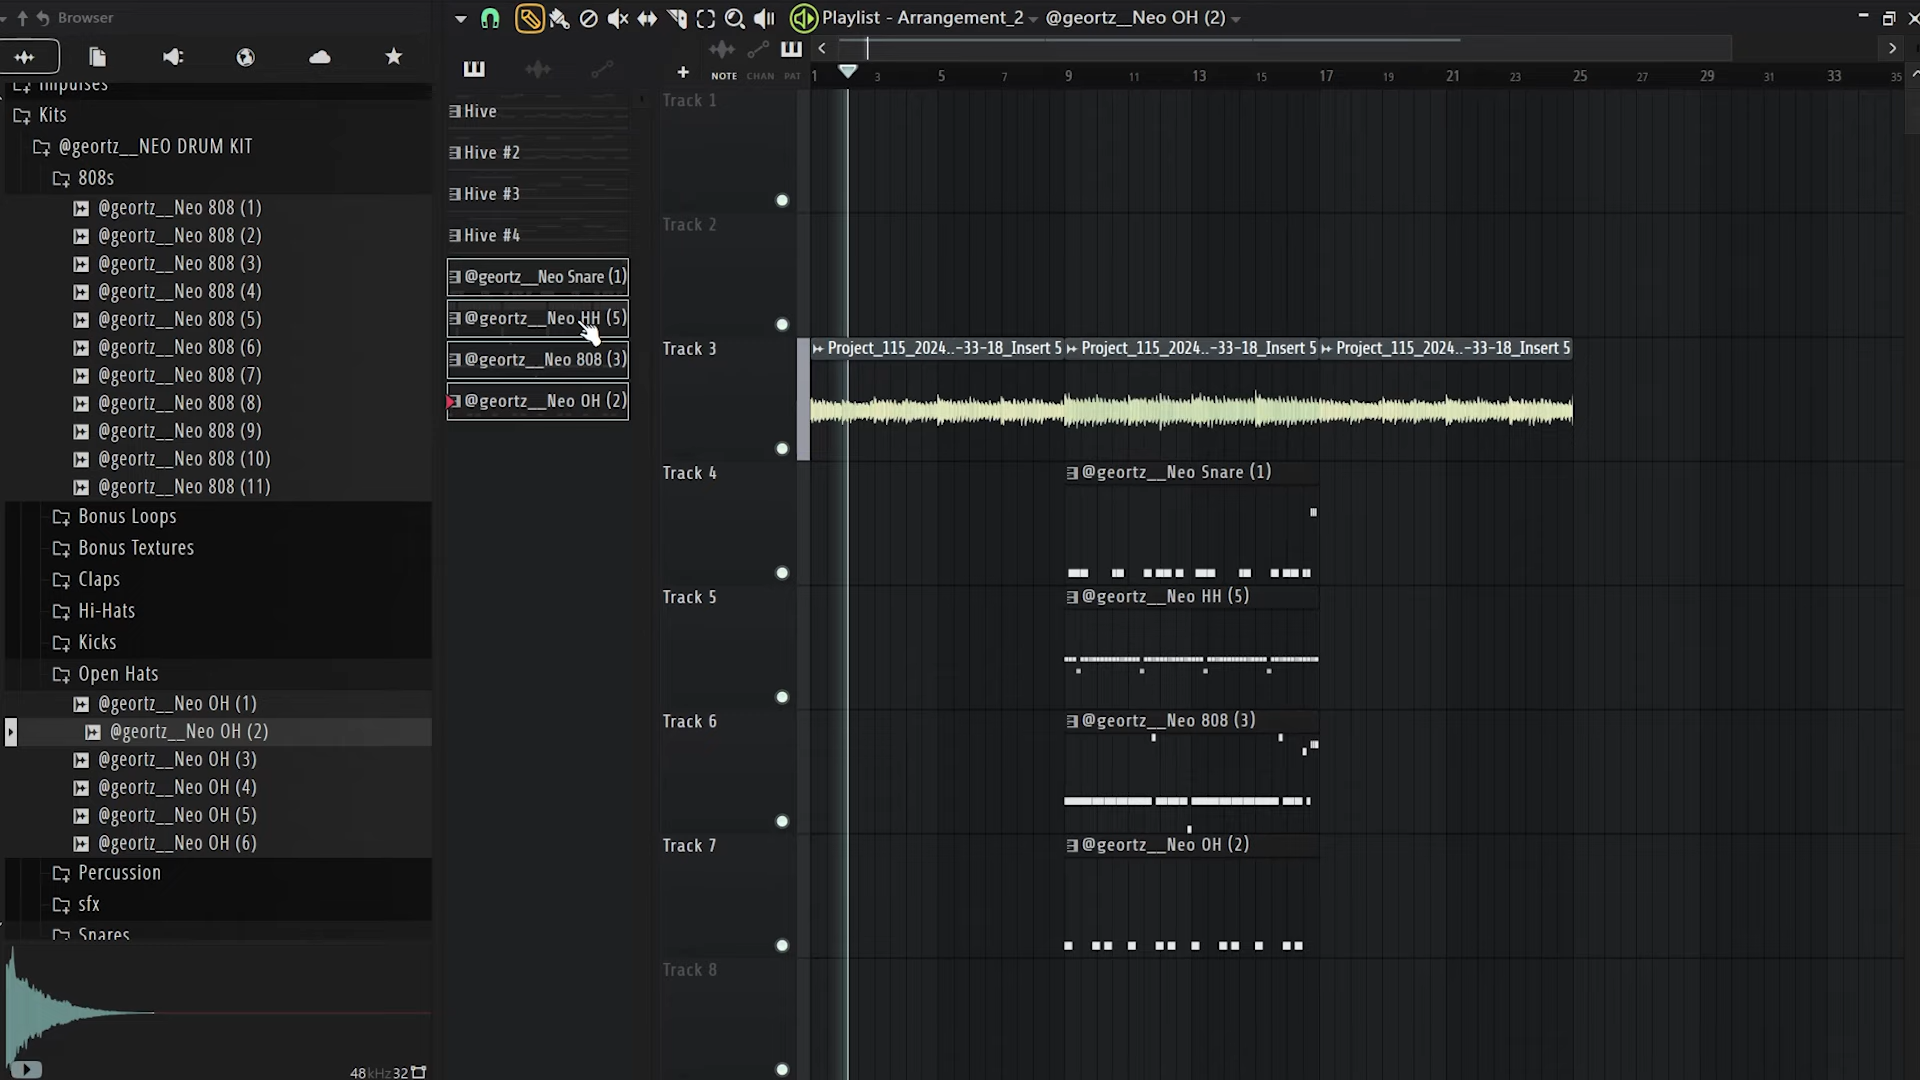 Browser
Playlist - Arrangement_2
@geortz__Neo OH (2)
Impulses
Kits
@geortz__NEO DRUM KIT
808s
@geortz__Neo 808 (1)
@geortz__Neo 808 (2)
@geortz__Neo 808 (3)
@geortz__Neo 808 (4)
@geortz__Neo 808 (5)
@geortz__Neo 808 (6)
@geortz__Neo 808 (7)
@geortz__Neo 808 (8)
@geortz__Neo 808 (9)
@geortz__Neo 808 (10)
@geortz__Neo 808 (11)
Bonus Loops
Bonus Textures
Claps
Hi-Hats
Kicks
Open Hats
@geortz__Neo OH (1)
@geortz__Neo OH (2)
@geortz__Neo OH (3)
@geortz__Neo OH (4)
@geortz__Neo OH (5)
@geortz__Neo OH (6)
Percussion
sfx
Snares
48kHz 32
Hive
Hive #2
Hive #3
Hive #4
@geortz__Neo Snare (1)
@geortz__Neo HH (5)
@geortz__Neo 808 (3)
@geortz__Neo OH (2)
NOTE CHAN PAT
1 3 5 7 9 11 13 15 17 19 21 23 25 27 29 31 33 35
Track 1
Track 2
Track 3
Project_115_2024..-33-18_Insert 5
Project_115_2024..-33-18_Insert 5
Project_115_2024..-33-18_Insert 5
Track 4
@geortz__Neo Snare (1)
Track 5
@geortz__Neo HH (5)
Track 6
@geortz__Neo 808 (3)
Track 7
@geortz__Neo OH (2)
Track 8